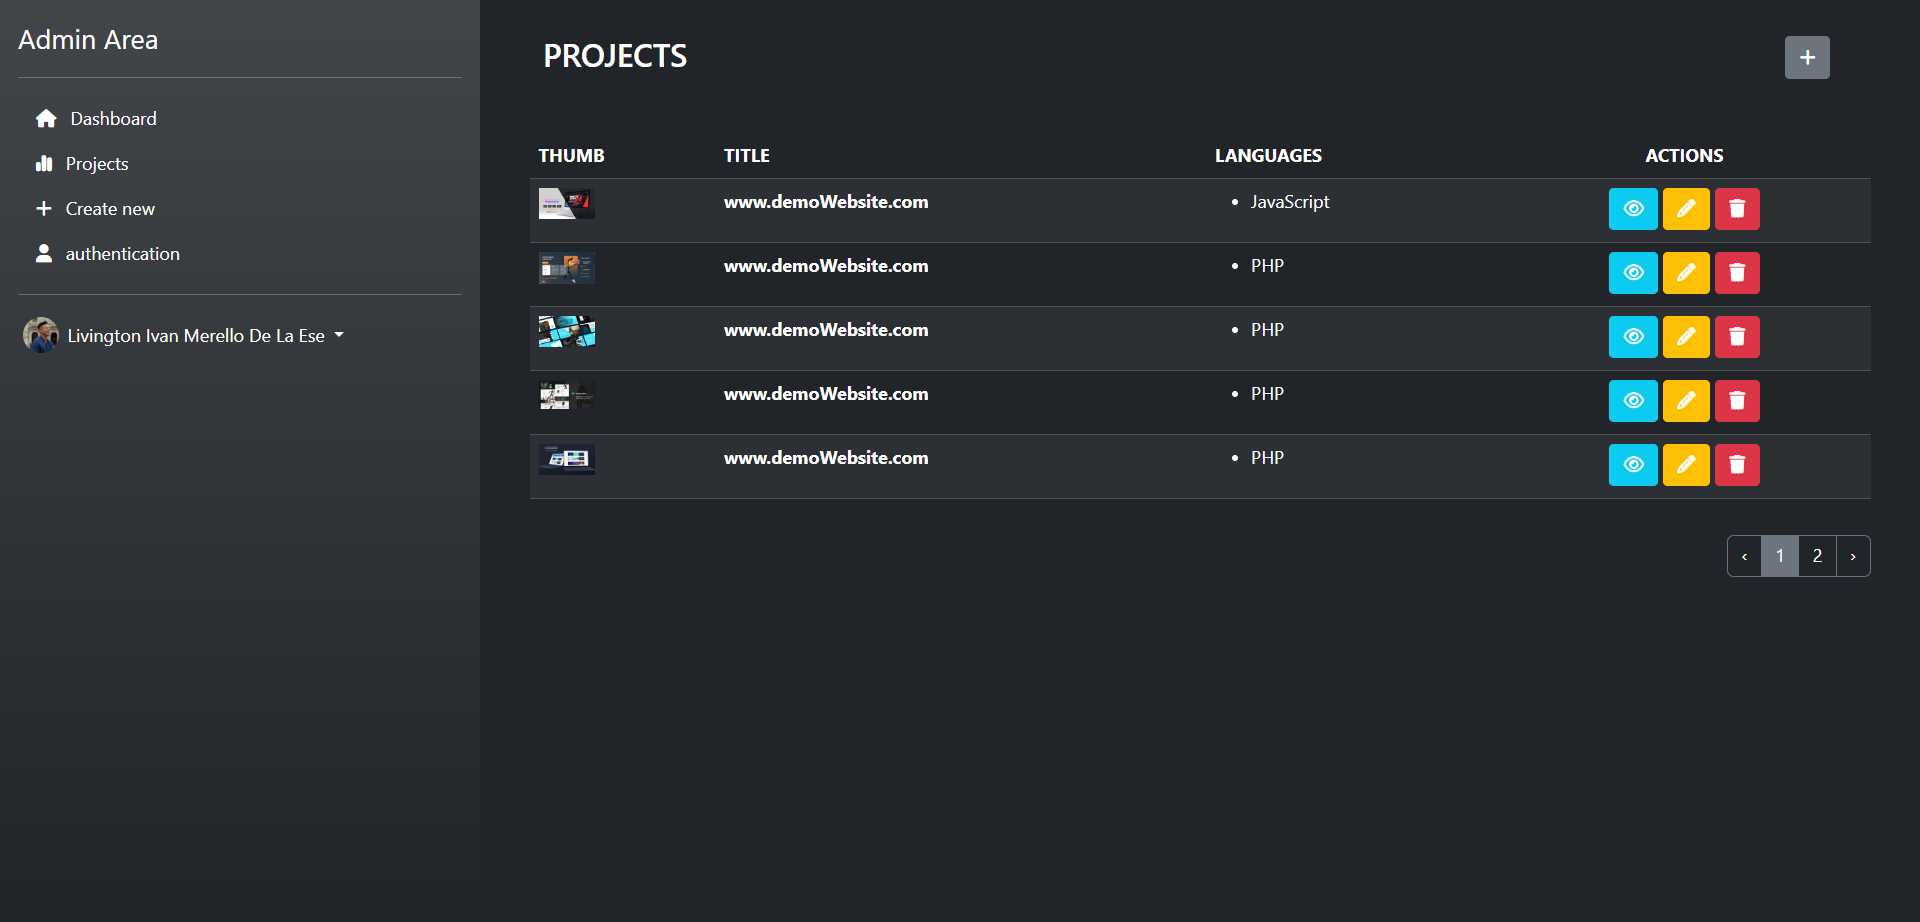 Admin Area
Dashboard
Projects
Create new
authentication
Livington Ivan Merello De La Ese
PROJECTS
THUMB TITLE LANGUAGES ACTIONS
www.demoWebsite.com • JavaScript
www.demoWebsite.com • PHP
www.demoWebsite.com • PHP
www.demoWebsite.com • PHP
www.demoWebsite.com • PHP
‹ 1 2 ›